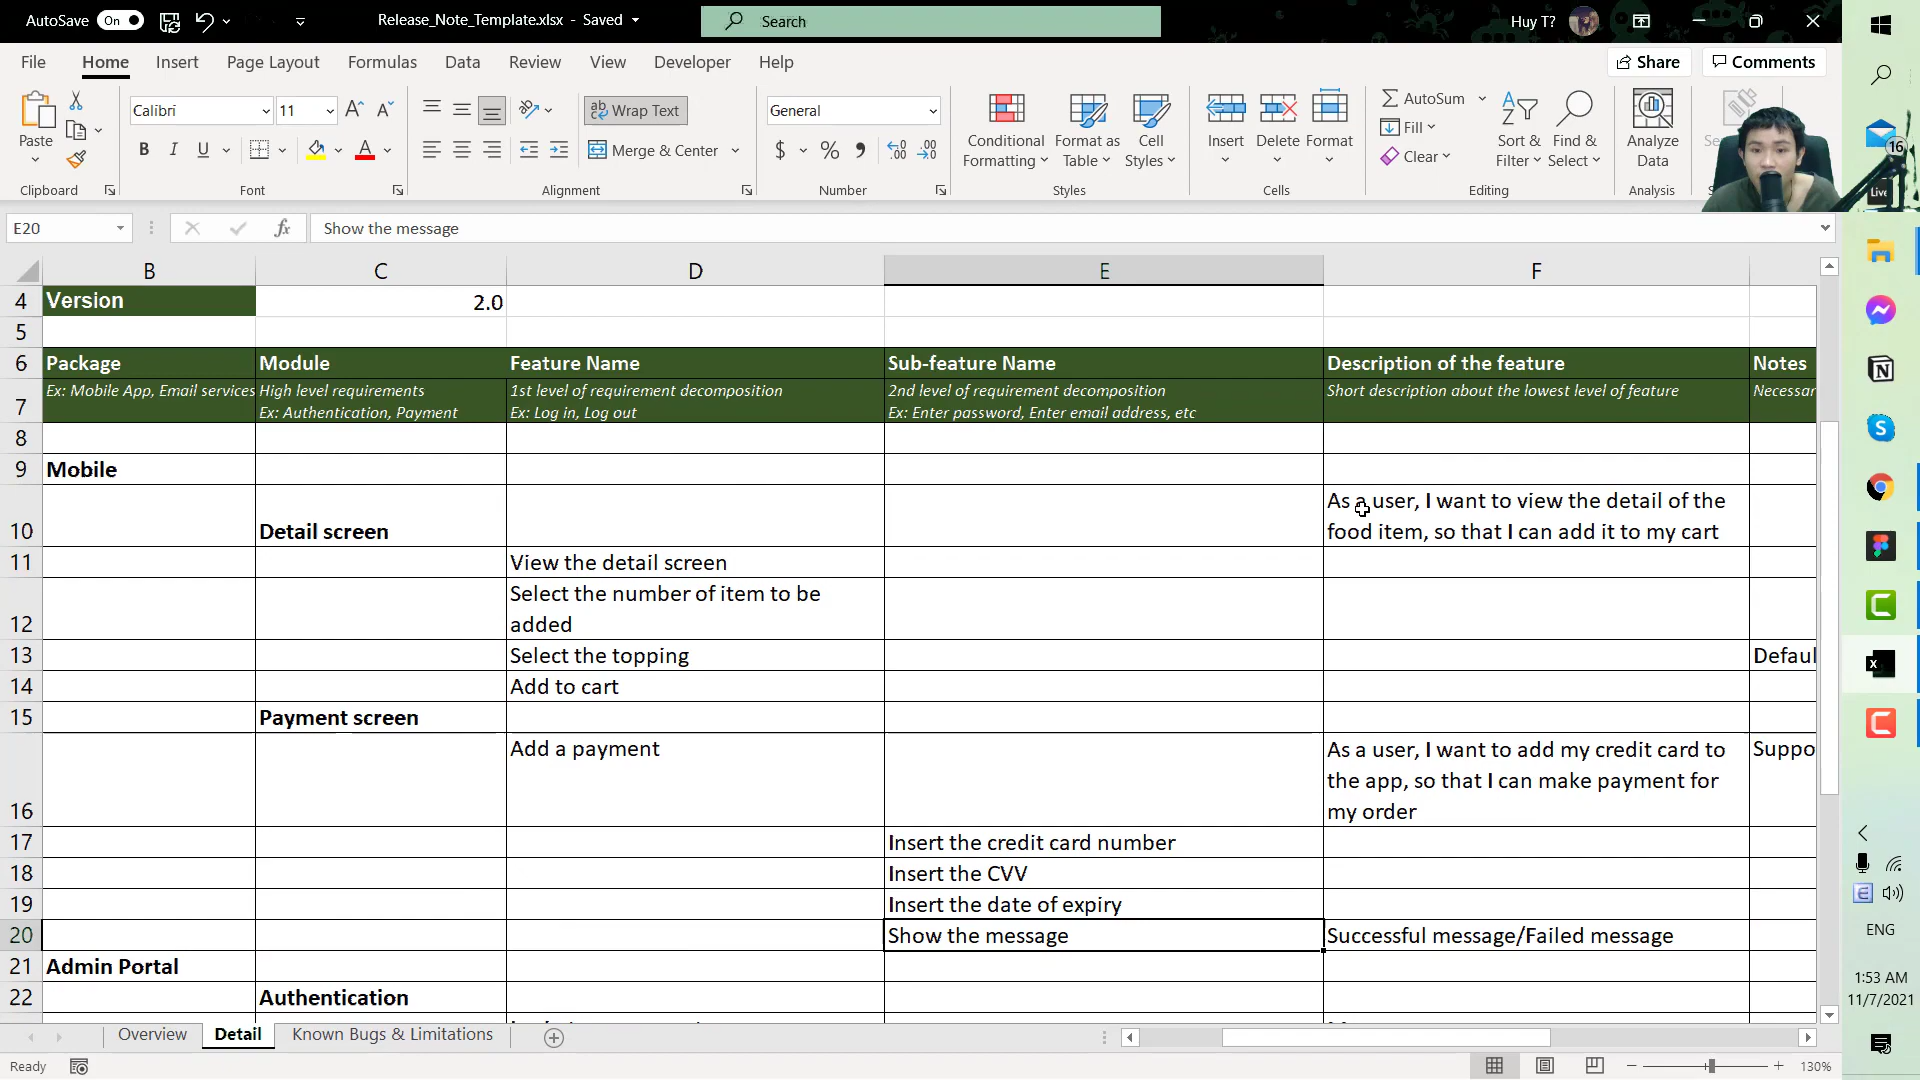 AutoSave On Release_Note_Template.xlsx - Saved Search Huy T?
File Home Insert Page Layout Formulas Data Review View Developer Help Share Comments
Paste
Clipboard
Calibri 11
B I U
Font
Wrap Text
Merge & Center
Alignment
General
$ % 9
Number
Conditional Formatting
Format as Table
Cell Styles
Styles
Insert Delete Format
Cells
AutoSum
Fill
Clear
Sort & Filter
Find & Select
Editing
Analyze Data
Analysis
16
Live
E20 fx Show the message
B C D E F
4 Version 2.0
5
6 Package Module Feature Name Sub-feature Name Description of the feature Notes
7 Ex: Mobile App, Email services High level requirements 1st level of requirement decomposition 2nd level of requirement decomposition Short description about the lowest level of feature Necessar
Ex: Authentication, Payment Ex: Log in, Log out Ex: Enter password, Enter email address, etc
8
9 Mobile
As a user, I want to view the detail of the
10 Detail screen food item, so that I can add it to my cart
11 View the detail screen
Select the number of item to be
12 added
13 Select the topping Defaul
14 Add to cart
15 Payment screen
Add a payment As a user, I want to add my credit card to Suppo
the app, so that I can make payment for
16 my order
17 Insert the credit card number
18 Insert the CVV
19 Insert the date of expiry
20 Show the message Successful message/Failed message
21 Admin Portal
22 Authentication
Overview Detail Known Bugs & Limitations
Ready 130%
ENG
1:53 AM
11/7/2021